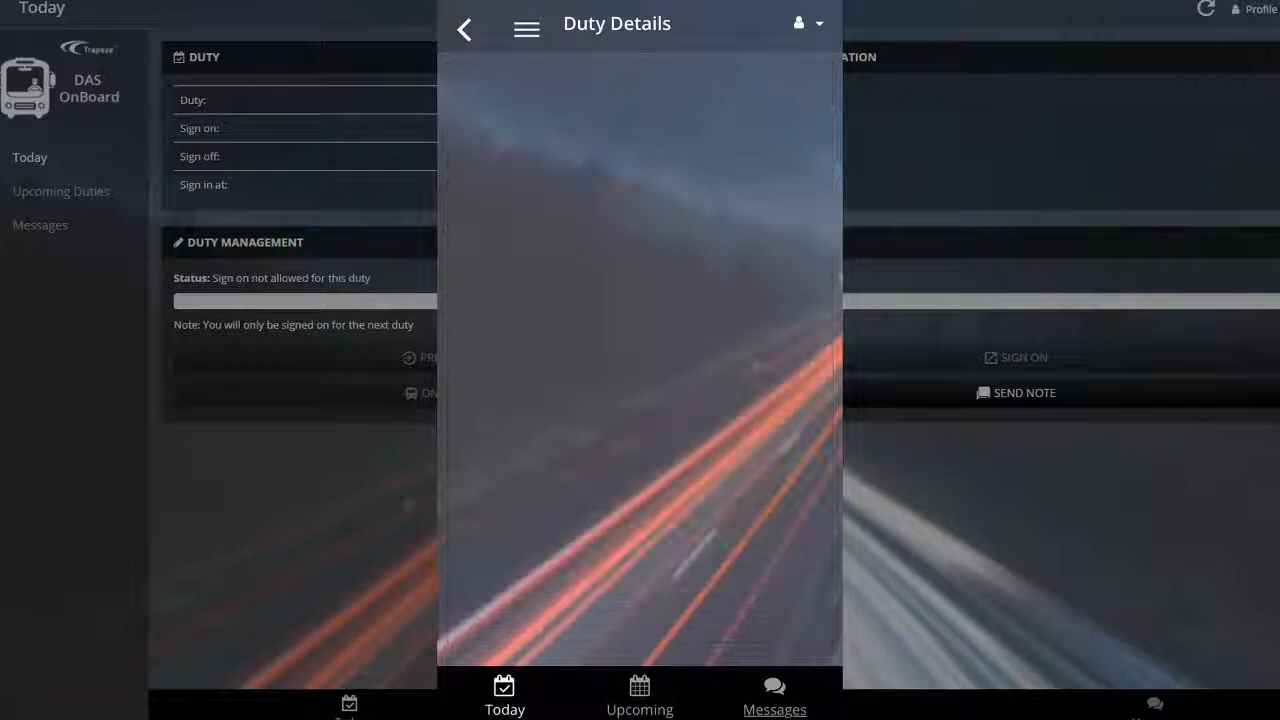 Today
Profile
Trapeze
DAS
OnBoard
Today
Upcoming Duties
Messages
DUTY
Duty:
Sign on:
Sign off:
Sign in at:
DUTY MANAGEMENT
Status: Sign on not allowed for this duty
Note: You will only be signed on for the next duty
SIGN ON
SEND NOTE
Duty Details
Today
Upcoming
Messages